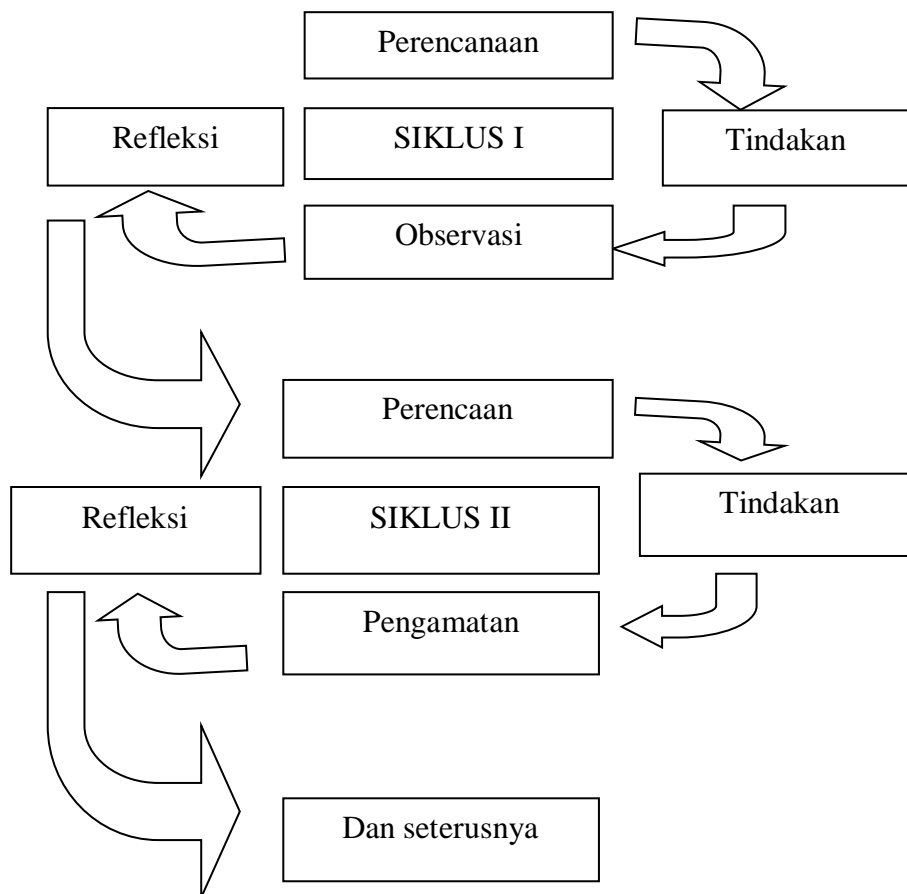 Perencanaan
Refleksi
SIKLUS I
Tindakan
Observasi
Perencaan
Refleksi
SIKLUS II
Tindakan
Pengamatan
Dan seterusnya